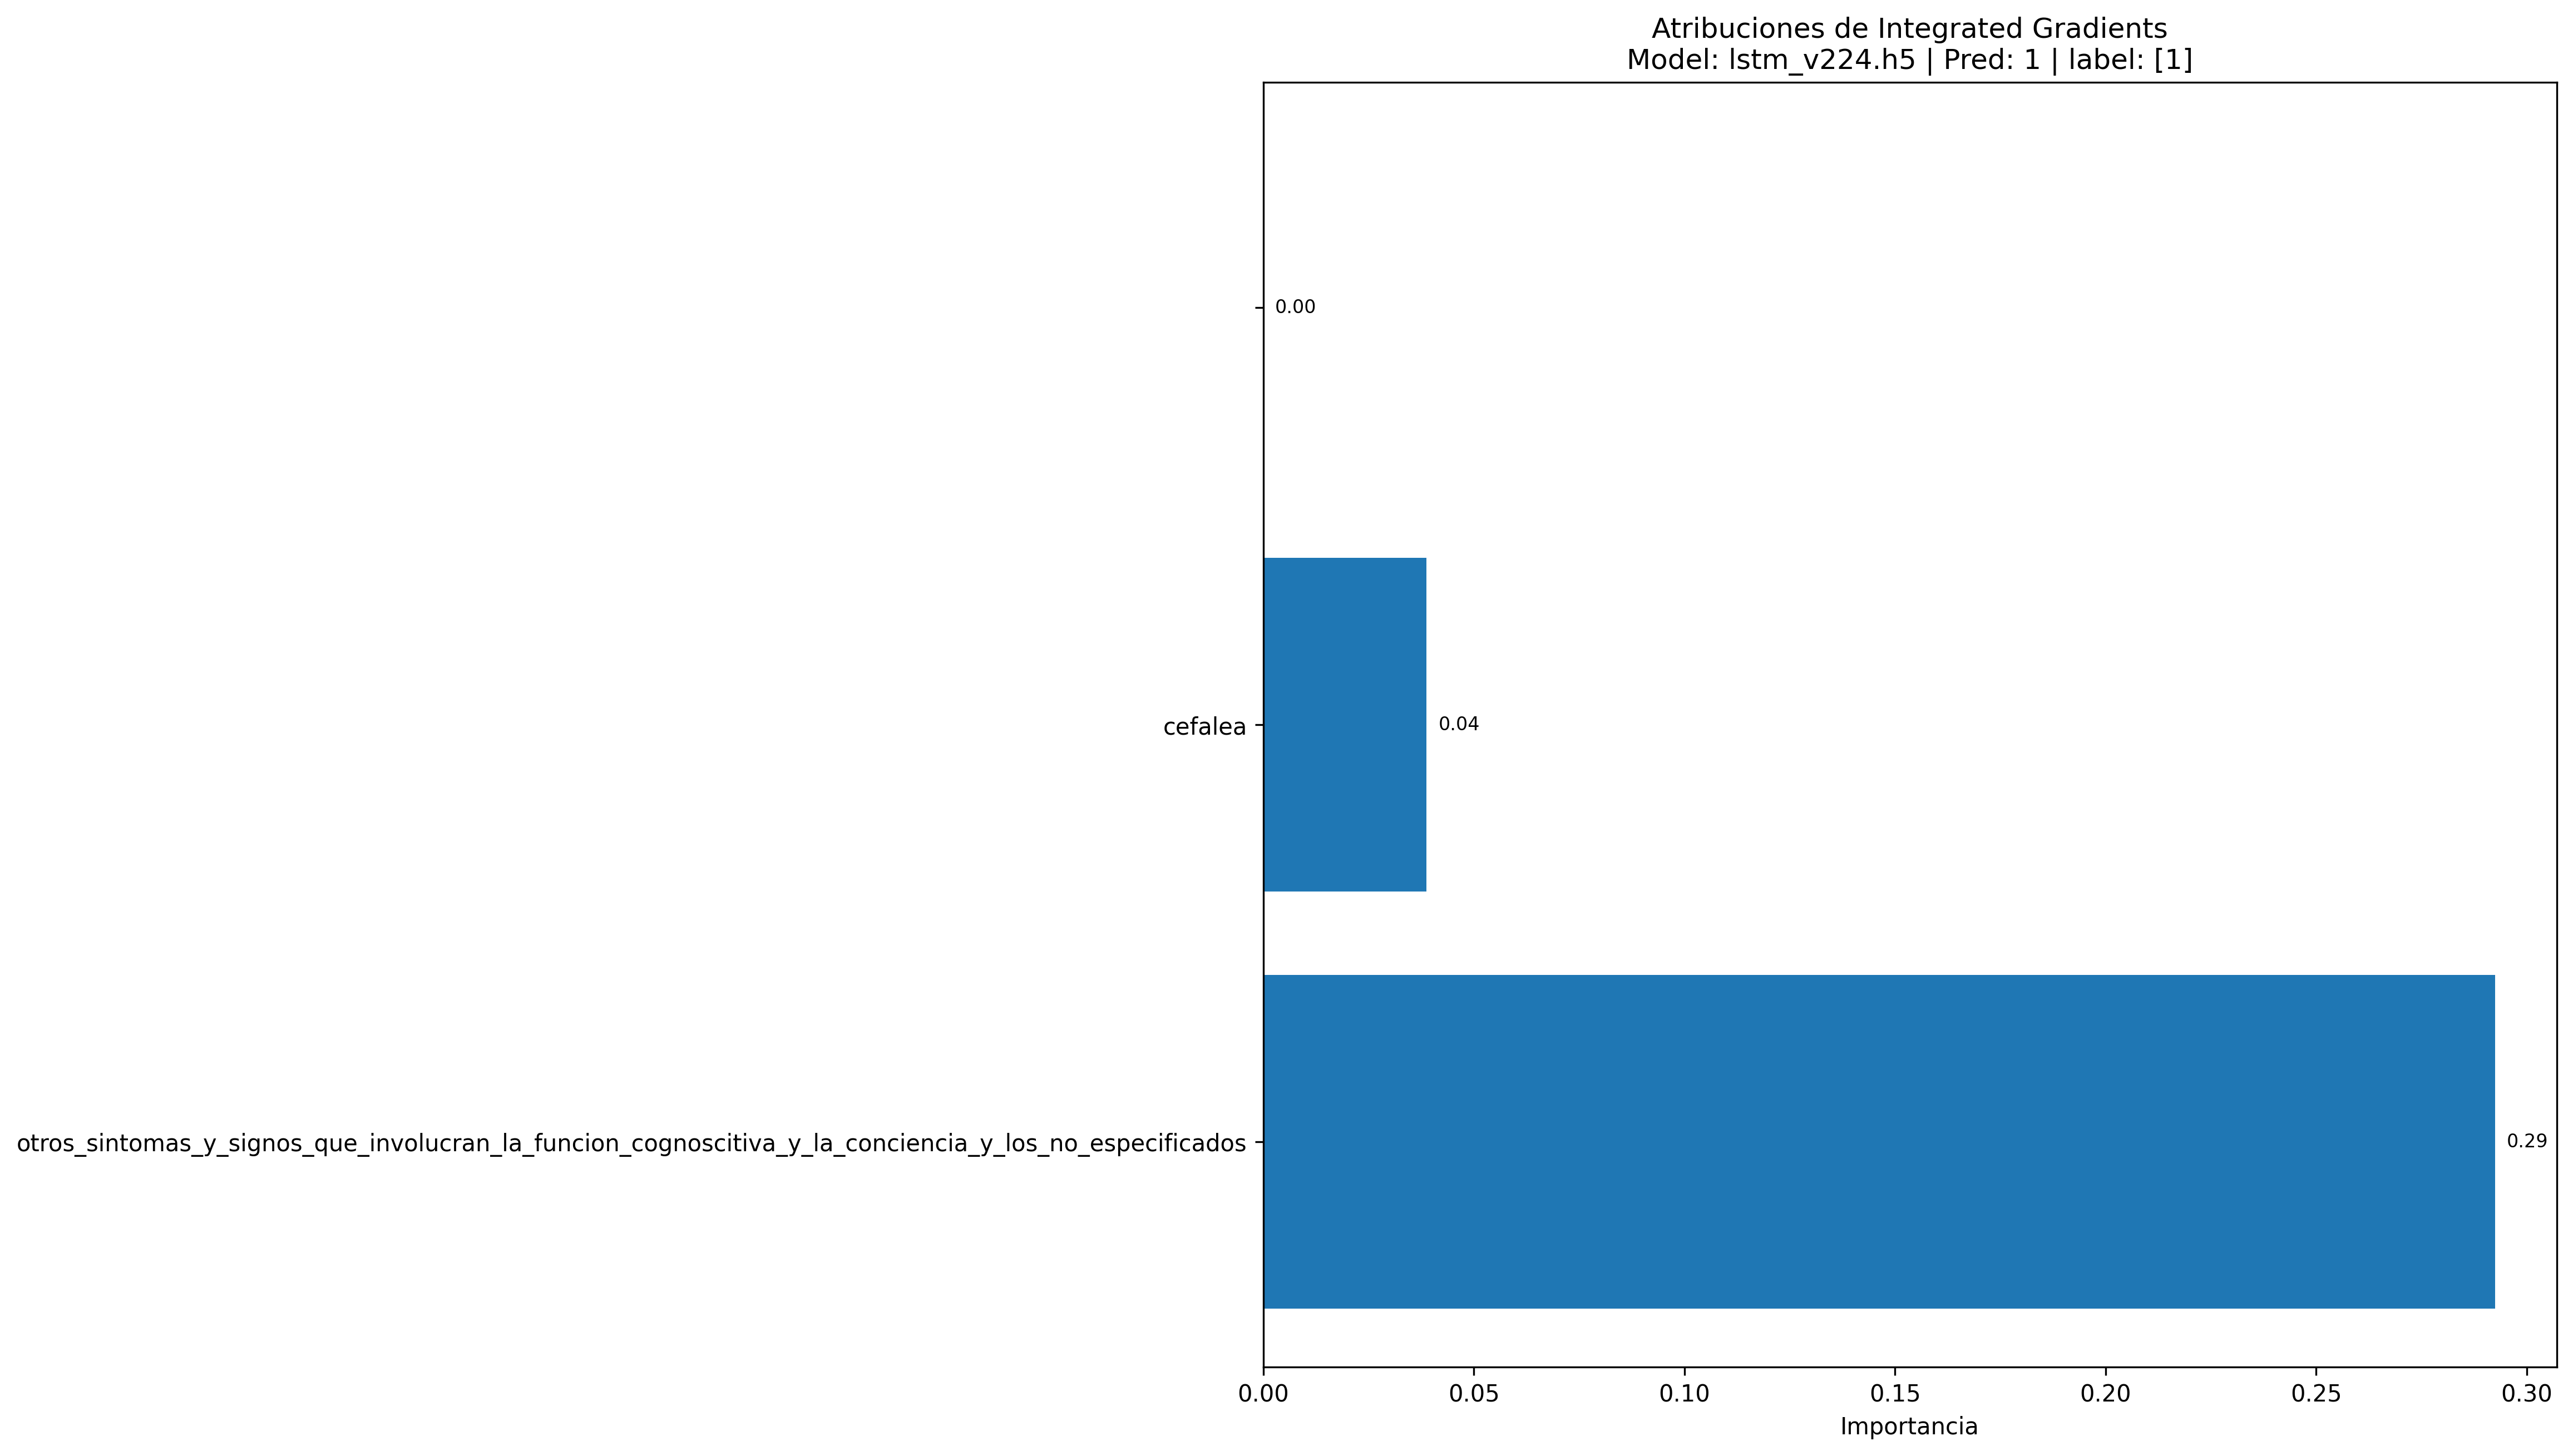 Atribuciones de Integrated Gradients
Model: lstm_v224.h5 | Pred: 1 | label: [1]
0.00
cefalea
0.04
otros_sintomas_y_signos_que_involucran_la_funcion_cognoscitiva_y_la_conciencia_y_los_no_especificados
0.29
0.00 0.05 0.10 0.15 0.20 0.25 0.30
Importancia